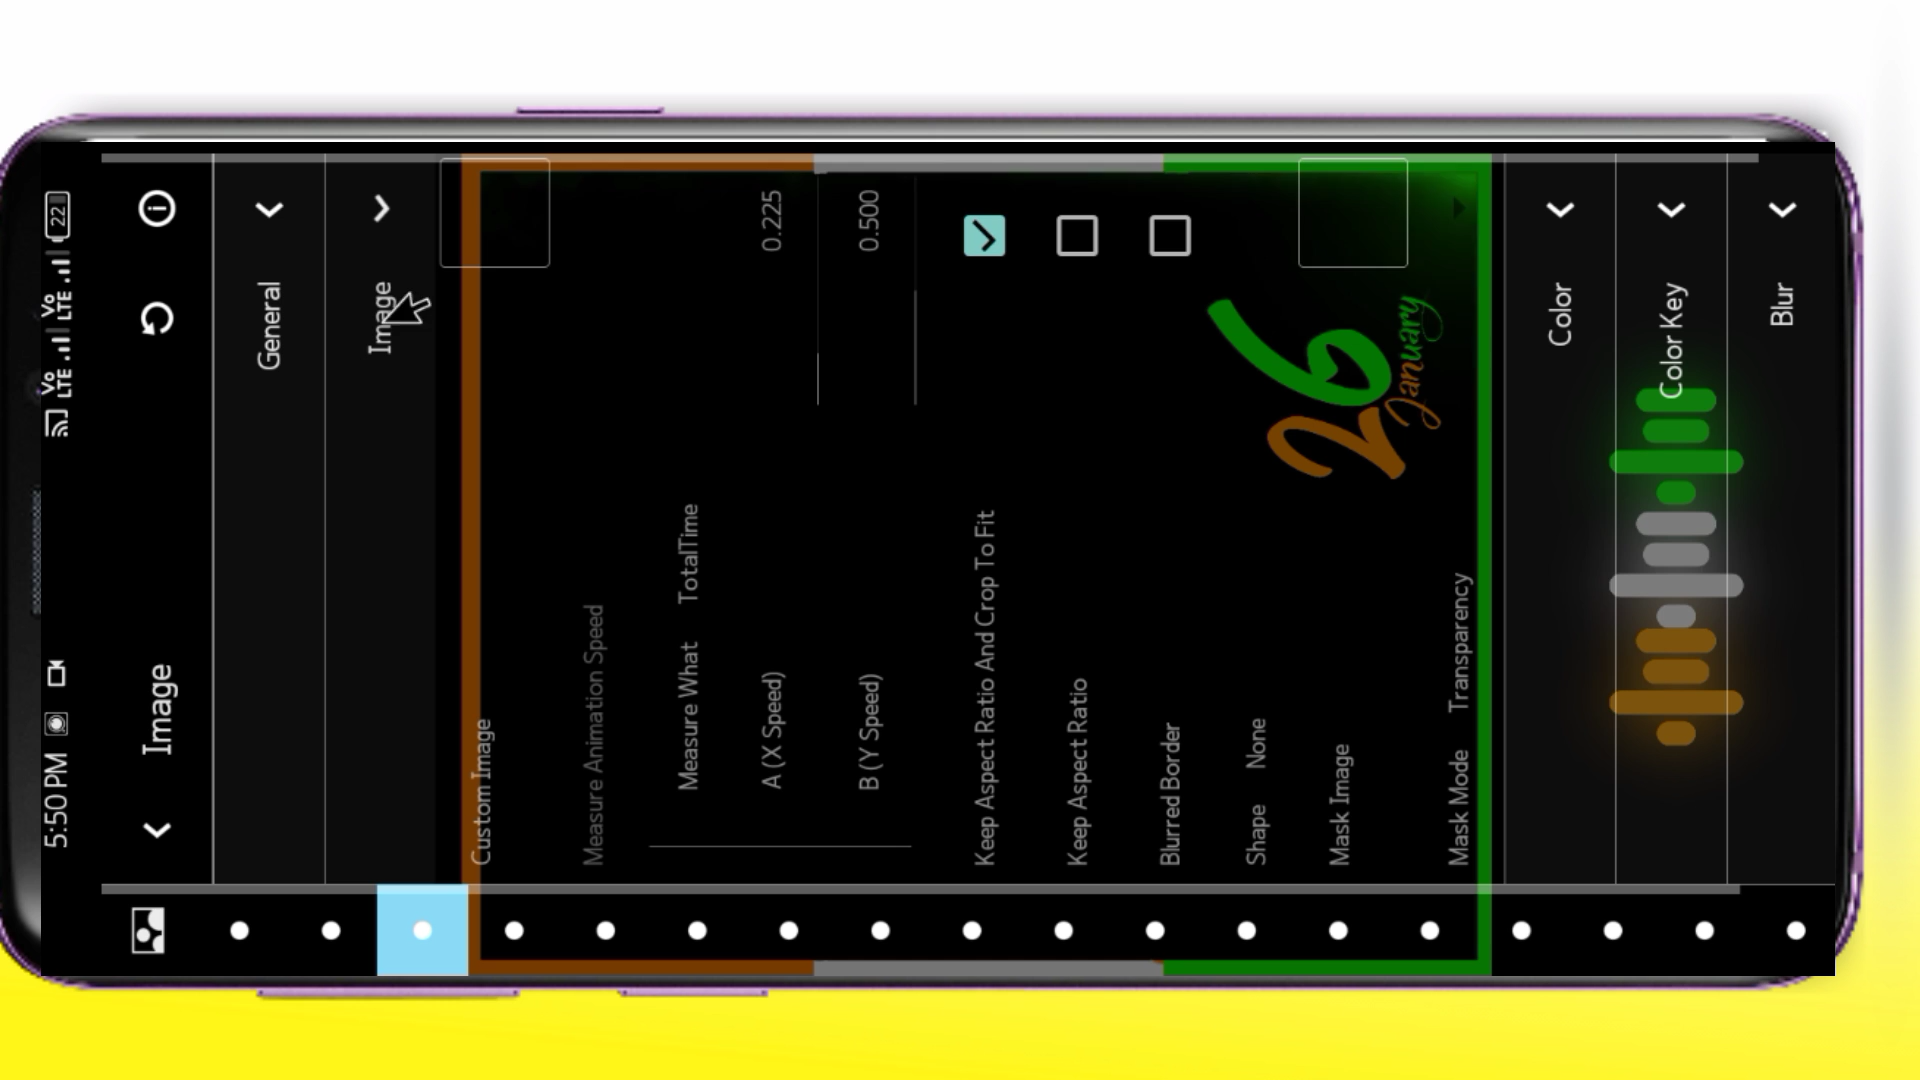 5:50 PM Vo LTE Vo LTE 22
Image
General
Image
Custom Image
Measure Animation Speed
Measure What TotalTime
A (X Speed) 0.225
B (Y Speed) 0.500
Keep Aspect Ratio And Crop To Fit
Keep Aspect Ratio
Blurred Border
Shape None
Mask Image
26
January
Mask Mode Transparency
Color
Color Key
Blur